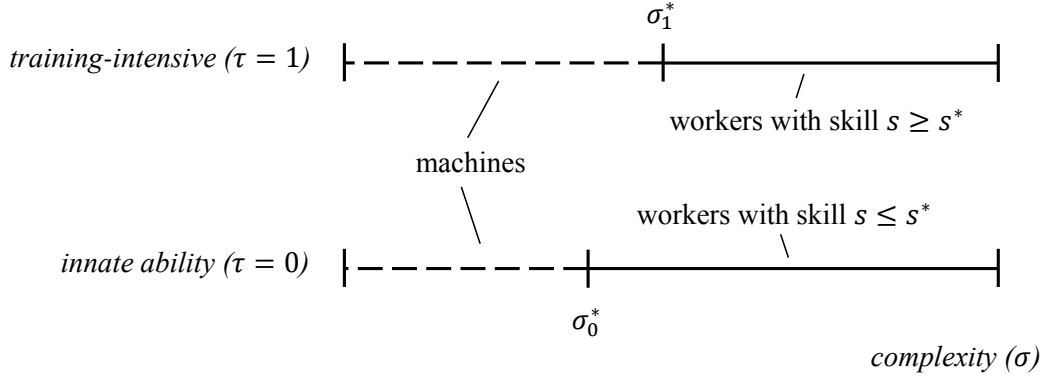 σ₁*
training-intensive (τ = 1)
workers with skill s ≥ s*
machines
workers with skill s ≤ s*
innate ability (τ = 0)
σ₀*
complexity (σ)